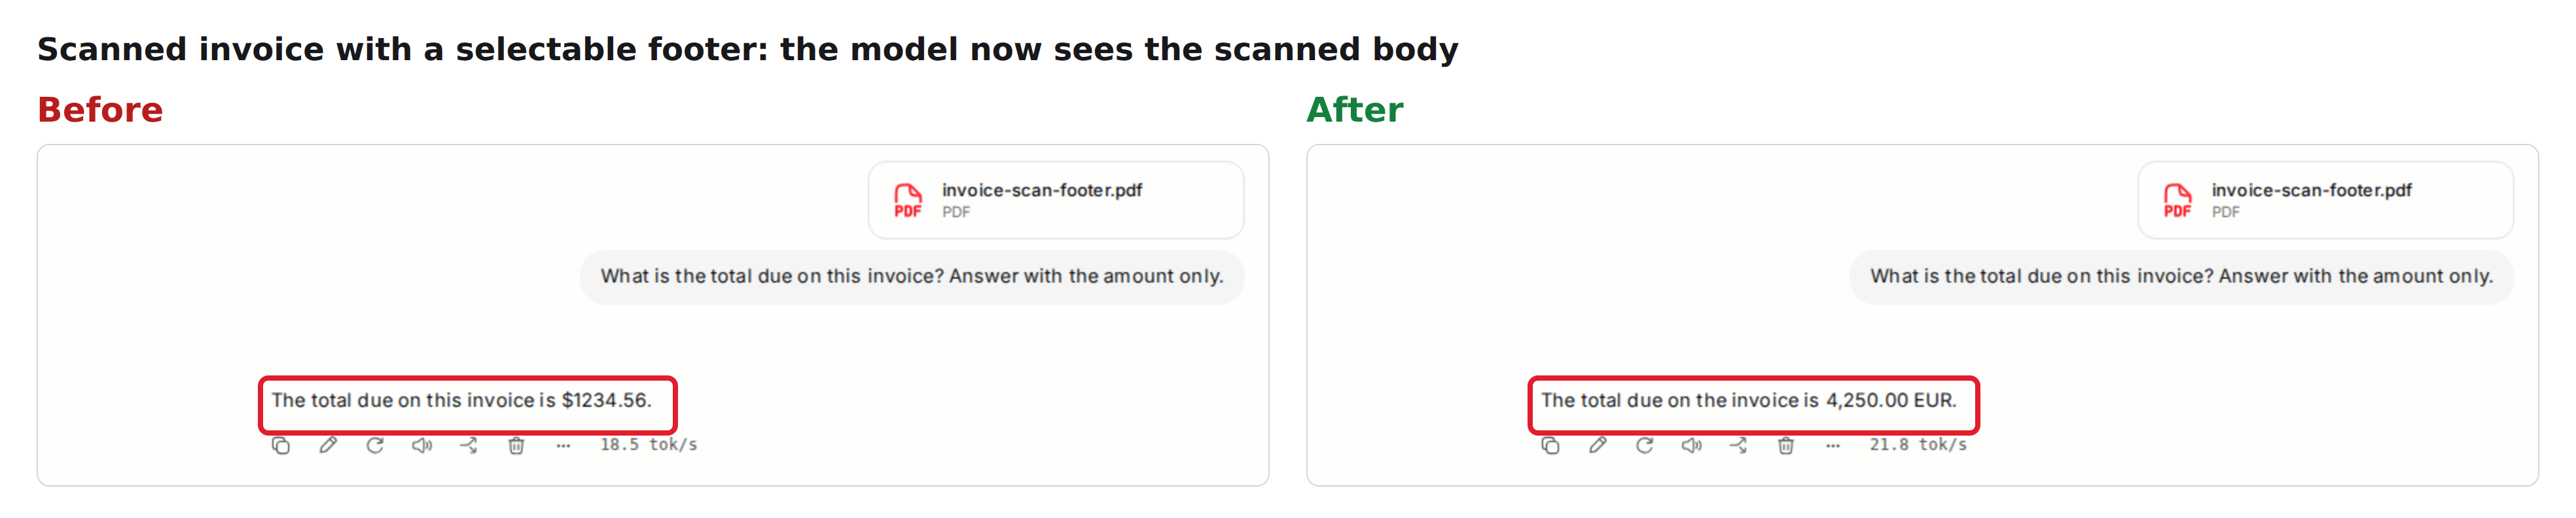 Scanned invoice with a selectable footer: the model now sees the scanned body
Before
invoice-scan-footer.pdf
PDF
PDF
What is the total due on this invoice? Answer with the amount only.
The total due on this invoice is $1234.56.
18.5 tok/s
After
invoice-scan-footer.pdf
PDF
PDF
What is the total due on this invoice? Answer with the amount only.
The total due on the invoice is 4,250.00 EUR.
21.8 tok/s